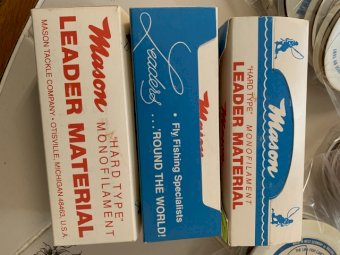 Mason
"HARD TYPE"
MONOFILAMENT
LEADER MATERIAL
MASON TACKLE COMPANY • OTISVILLE, MICHIGAN 48463, U.S.A.
Leaders
• Fly Fishing Specialists
....'ROUND THE WORLD!
Mason
Mason
"HARD TYPE" MONOFILAMENT
LEADER MATERIAL